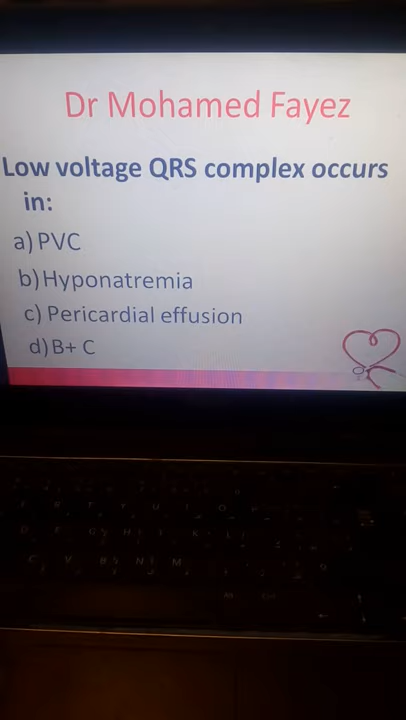 Dr Mohamed Fayez
Low voltage QRS complex occurs
in:
a) PVC
b) Hyponatremia
c) Pericardial effusion
d) B+ C